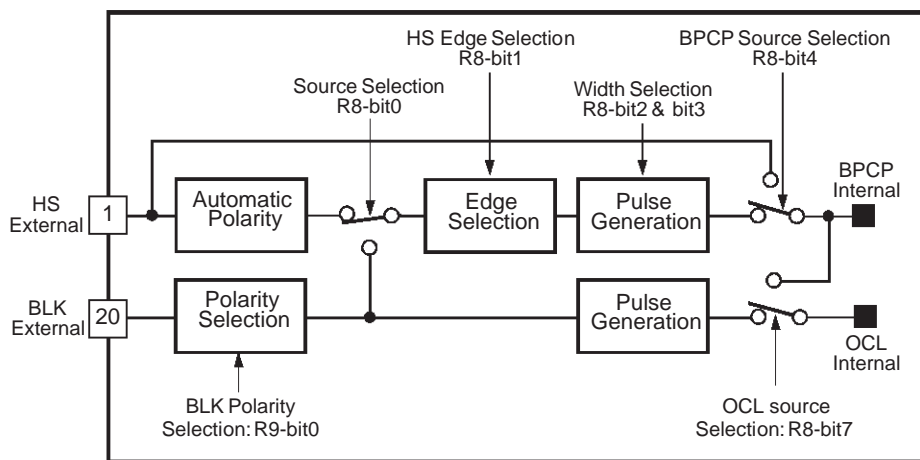 HS Edge Selection
R8-bit1
BPCP Source Selection
R8-bit4
Source Selection
R8-bit0
Width Selection
R8-bit2 & bit3
HS
External
1
Automatic
Polarity
Edge
Selection
Pulse
Generation
BPCP
Internal
BLK
External
20
Polarity
Selection
Pulse
Generation
OCL
Internal
BLK Polarity
Selection: R9-bit0
OCL source
Selection: R8-bit7